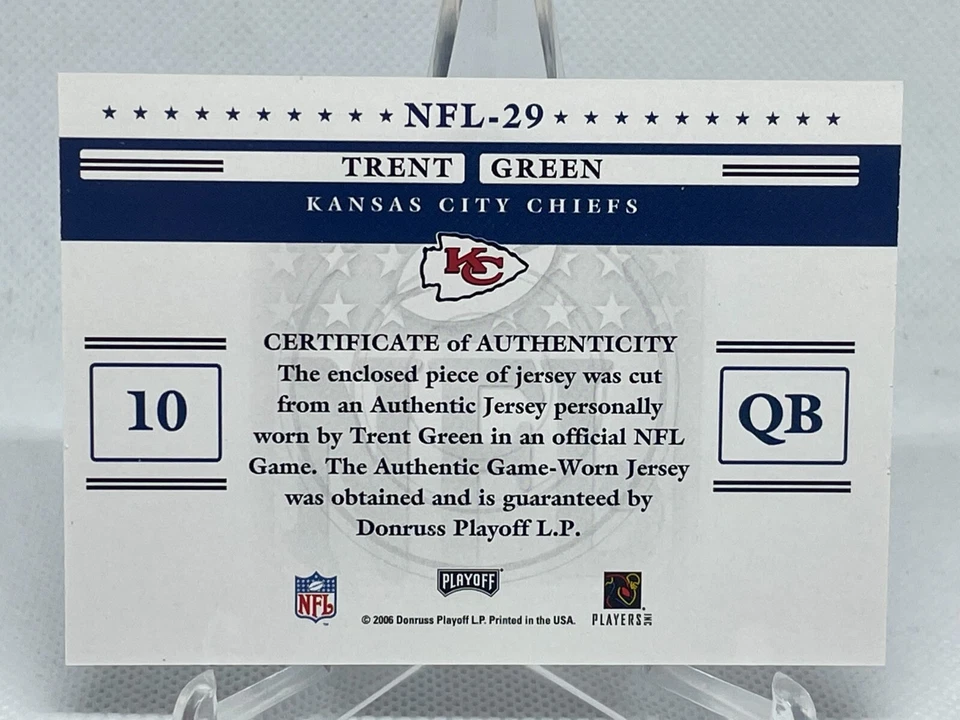 ★ ★ ★ ★ ★ ★ ★ ★ ★ ★ NFL-29 ★ ★ ★ ★ ★ ★ ★ ★ ★ ★
TRENT GREEN
KANSAS CITY CHIEFS
KC
CERTIFICATE of AUTHENTICITY
The enclosed piece of jersey was cut
from an Authentic Jersey personally
worn by Trent Green in an official NFL
Game. The Authentic Game-Worn Jersey
was obtained and is guaranteed by
Donruss Playoff L.P.
10
QB
NFL
PLAYOFF
© 2006 Donruss Playoff L.P. Printed in the USA.
PLAYERS INC